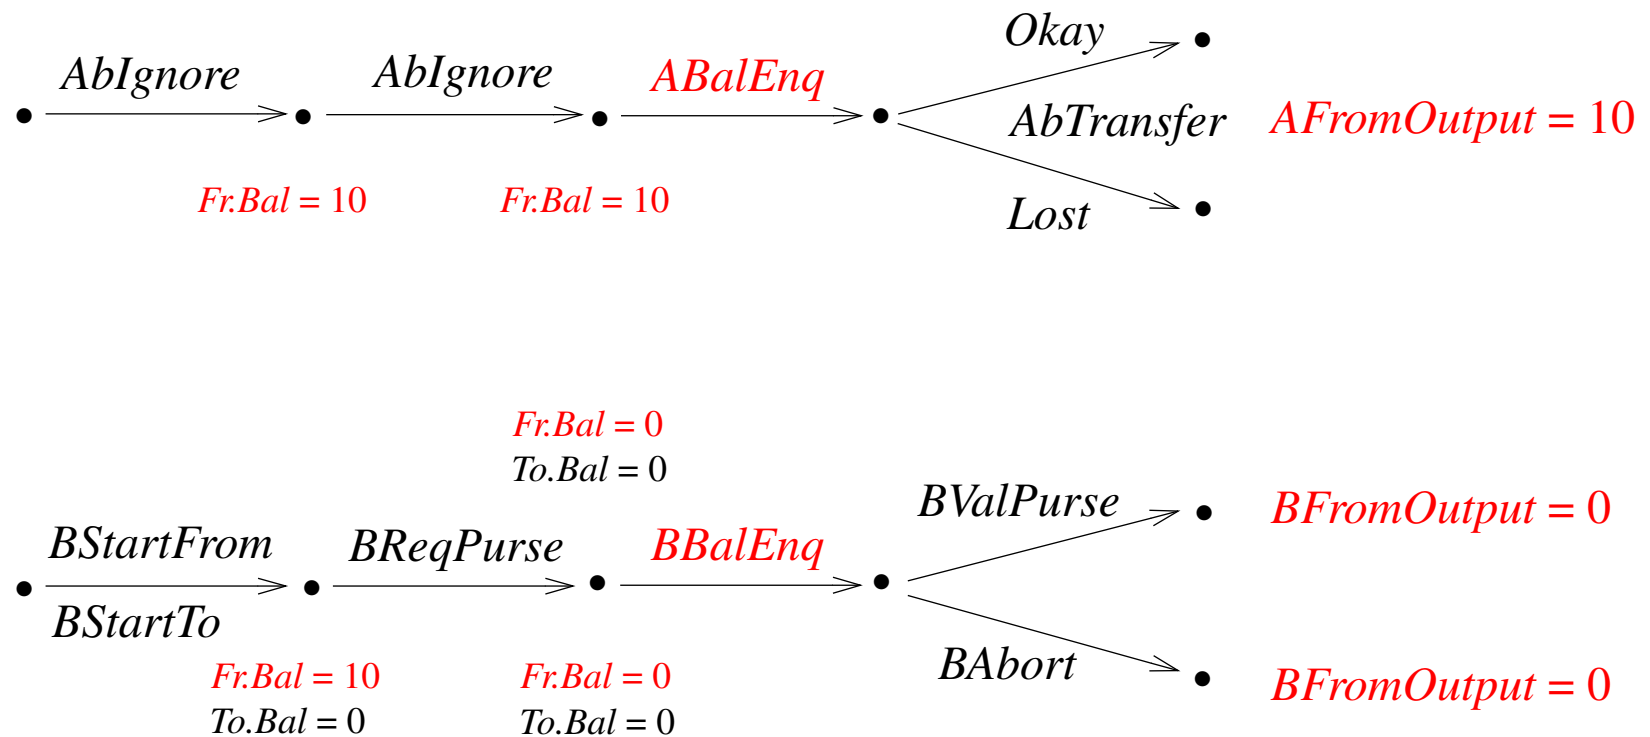 Okay
AbIgnore
AbIgnore
ABalEnq
AbTransfer
AFromOutput = 10
Fr.Bal = 10
Fr.Bal = 10
Lost
Fr.Bal = 0
To.Bal = 0
BValPurse
BFromOutput = 0
BStartFrom
BReqPurse
BBalEnq
BStartTo
BAbort
Fr.Bal = 10
To.Bal = 0
Fr.Bal = 0
To.Bal = 0
BFromOutput = 0